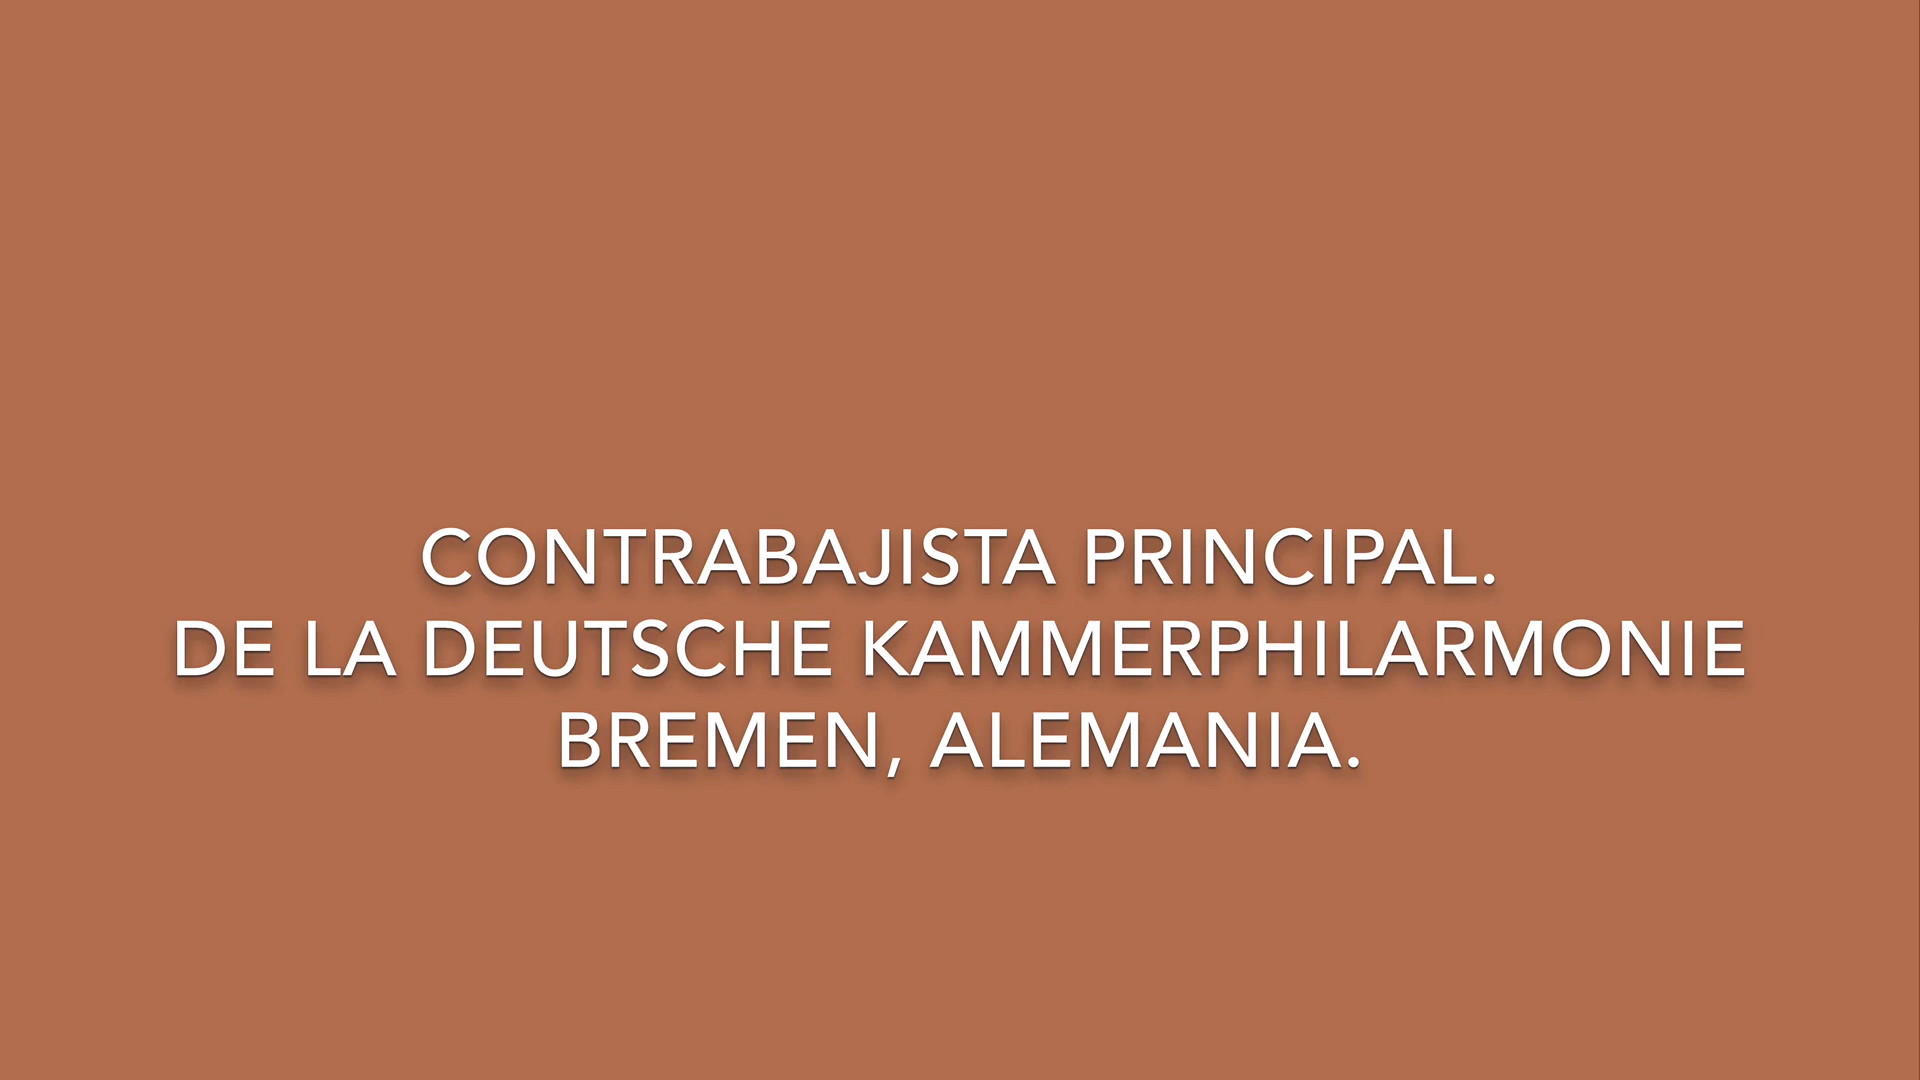 CONTRABAJISTA PRINCIPAL.
DE LA DEUTSCHE KAMMERPHILARMONIE
BREMEN, ALEMANIA.